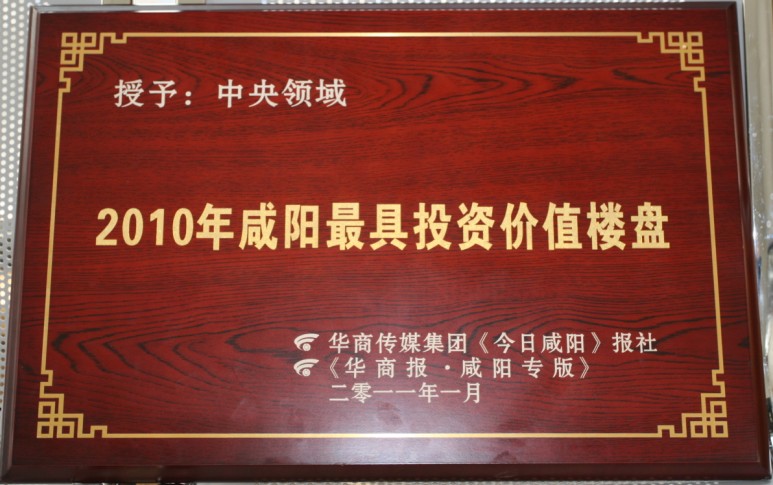 授予：中央领域
2010年咸阳最具投资价值楼盘
华商传媒集团《今日咸阳》报社
《华商报·咸阳专版》
二零一一年一月